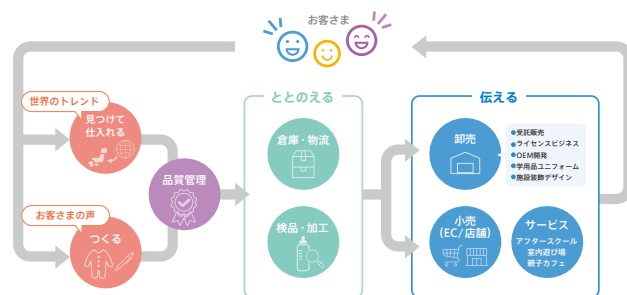 お客さま
世界のトレンド
見つけて
仕入れる
お客さまの声
つくる
品質管理
ととのえる
倉庫・物流
検品・加工
伝える
卸売
●受託販売
●ライセンスビジネス
●OEM開発
●学用品ユニフォーム
●施設装飾デザイン
小売
(EC/店舗)
サービス
アフタースクール
室内遊び場
親子カフェ